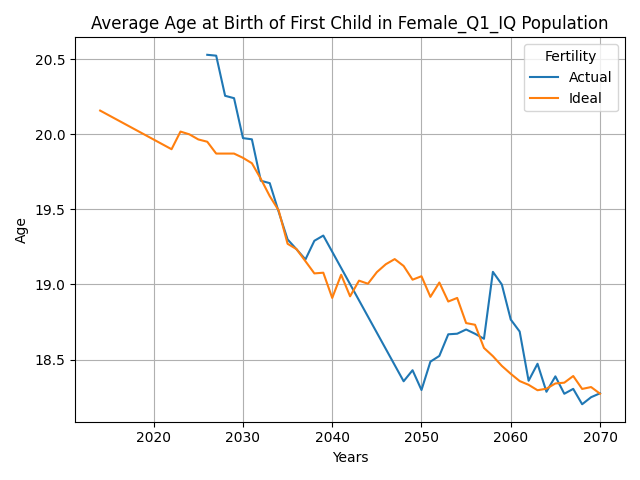 Average Age at Birth of First Child in Female_Q1_IQ Population
Fertility
Actual
Ideal
20.5
20.0
19.5
19.0
18.5
Age
2020
2030
2040
2050
2060
2070
Years